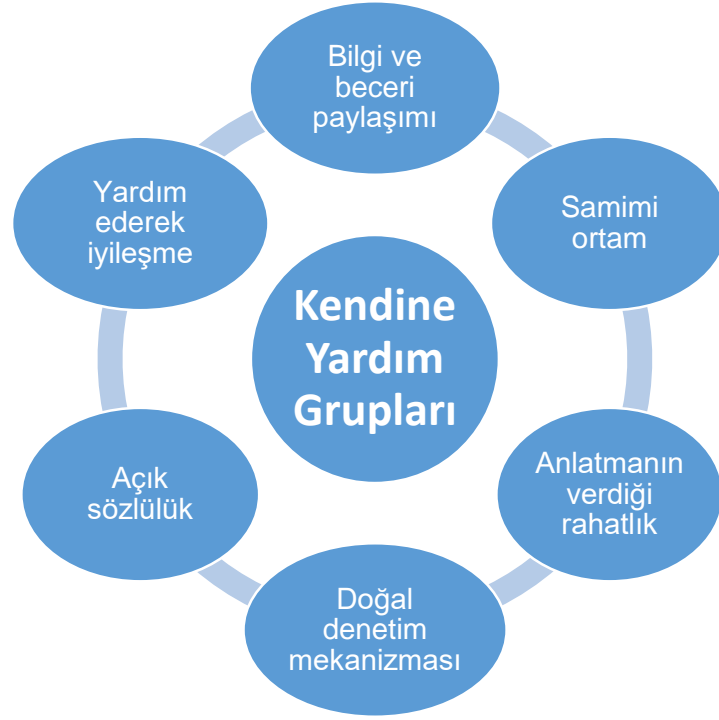 Bilgi ve
beceri
paylaşımı
Samimi
ortam
Anlatmanın
verdiği
rahatlık
Doğal
denetim
mekanizması
Açık
sözlülük
Yardım
ederek
iyileşme
Kendine
Yardım
Grupları